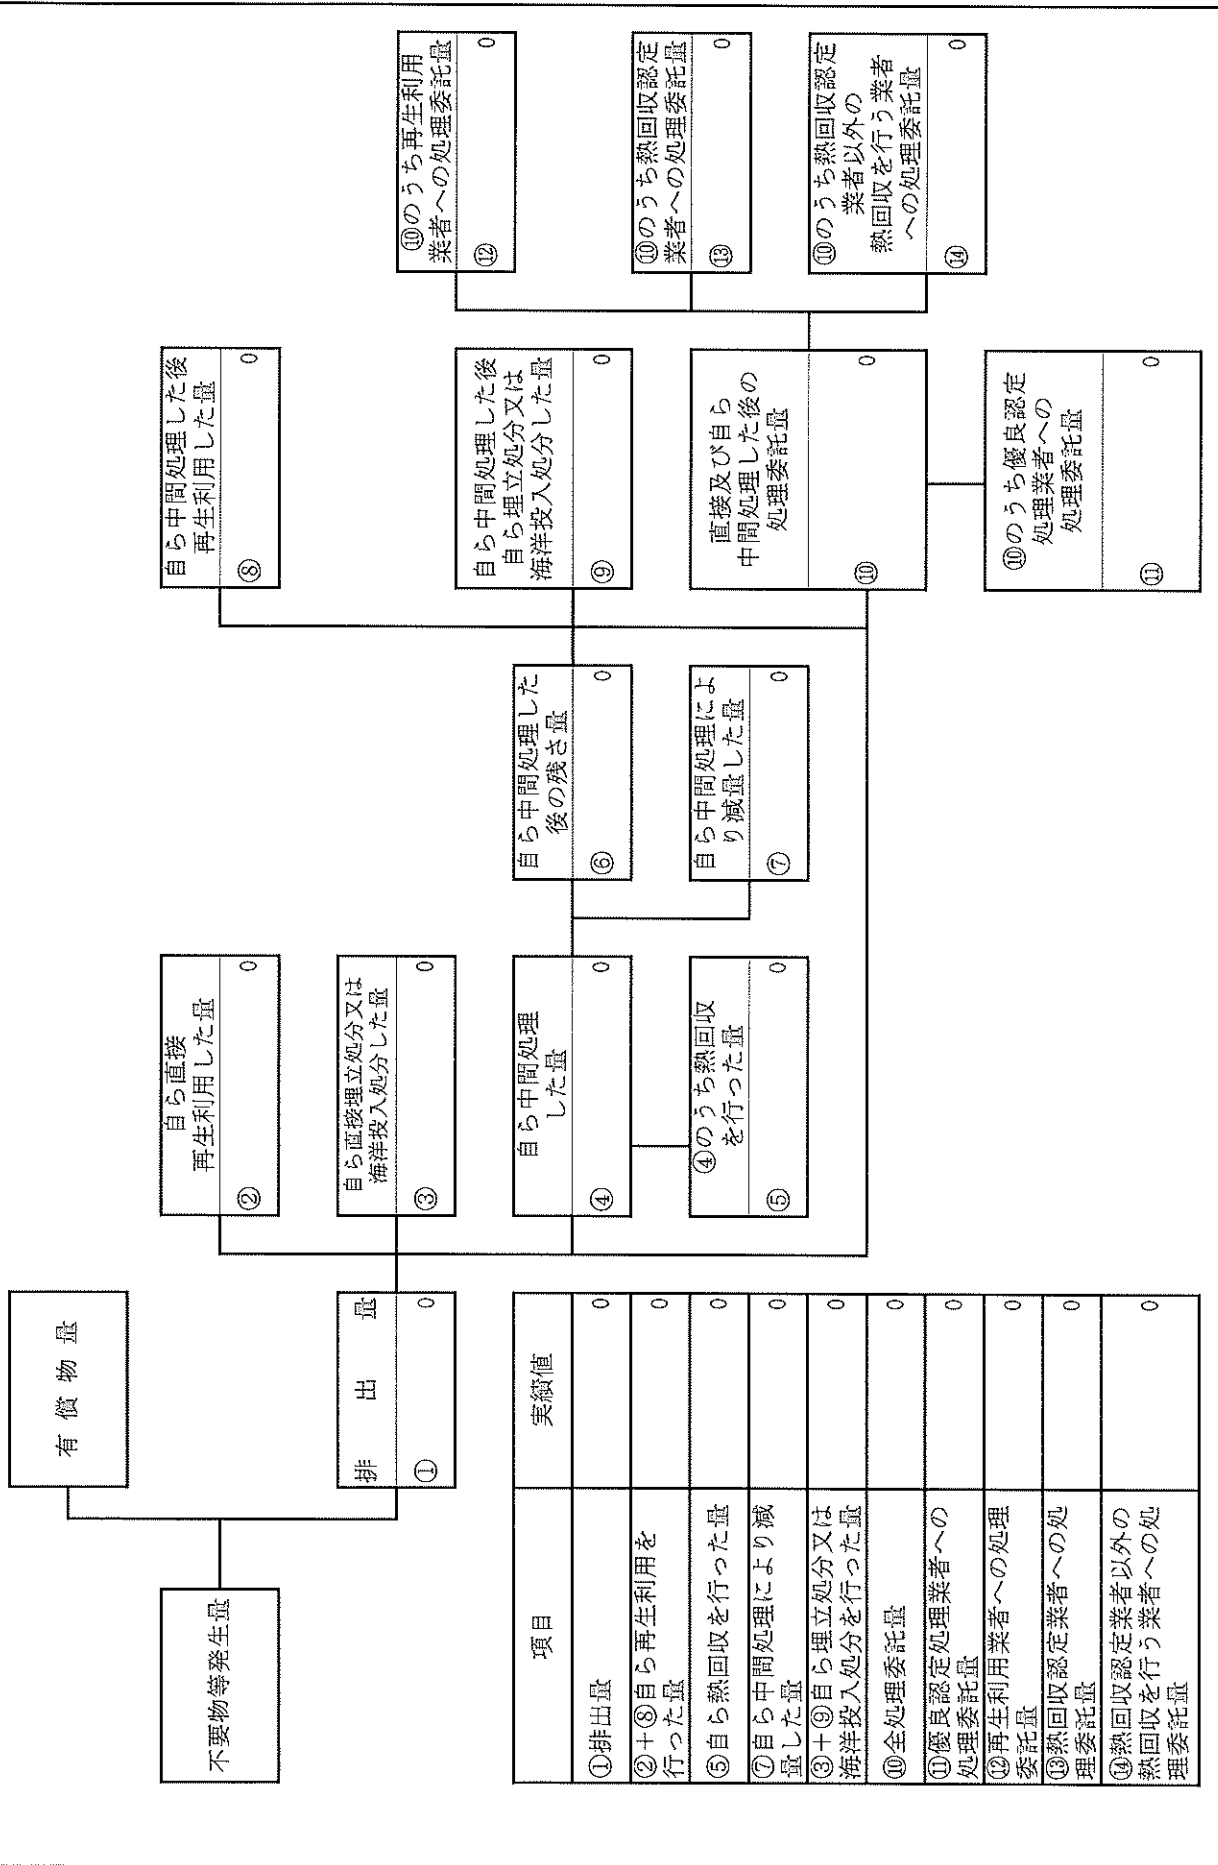 不要物等発生量
有償物量
排出量
① 0
自ら直接
再生利用した量
② 0
自ら直接埋立処分又は
海洋投入処分した量
③ 0
自ら中間処理
した量
④ 0
④のうち熱回収
を行った量
⑤ 0
自ら中間処理した
後の残さ量
⑥ 0
自ら中間処理によ
り減量した量
⑦ 0
自ら中間処理した後
再生利用した量
⑧ 0
自ら中間処理した後
自ら埋立処分又は
海洋投入処分した量
⑨ 0
直接及び自ら
中間処理した後の
処理委託量
⑩ 0
⑩のうち優良認定
処理業者への
処理委託量
⑪ 0
⑩のうち再生利用
業者への処理委託量
⑫ 0
⑩のうち熱回収認定
業者への処理委託量
⑬ 0
⑩のうち熱回収認定
業者以外の
熱回収を行う業者
への処理委託量
⑭ 0
項目 実績値
①排出量 0
②+⑧自ら再生利用を
行った量 0
⑤自ら熱回収を行った量 0
⑦自ら中間処理により減
量した量 0
③+⑨自ら埋立処分又は
海洋投入処分を行った量 0
⑩全処理委託量 0
⑪優良認定処理業者への
処理委託量 0
⑫再生利用業者への処理
委託量 0
⑬熱回収認定業者への処
理委託量 0
⑭熱回収認定業者以外の
熱回収を行う業者への処
理委託量 0